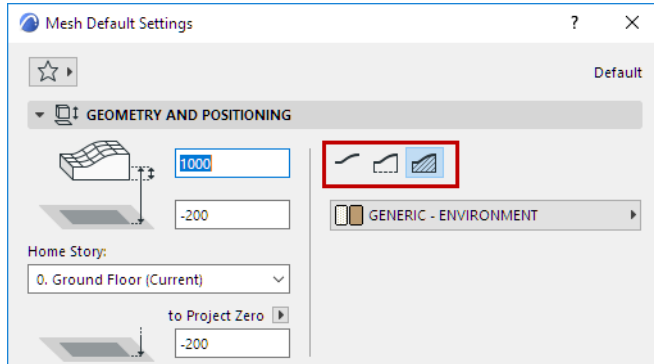 Mesh Default Settings
?
Default
GEOMETRY AND POSITIONING
1000
-200
GENERIC - ENVIRONMENT
Home Story:
0. Ground Floor (Current)
to Project Zero
-200